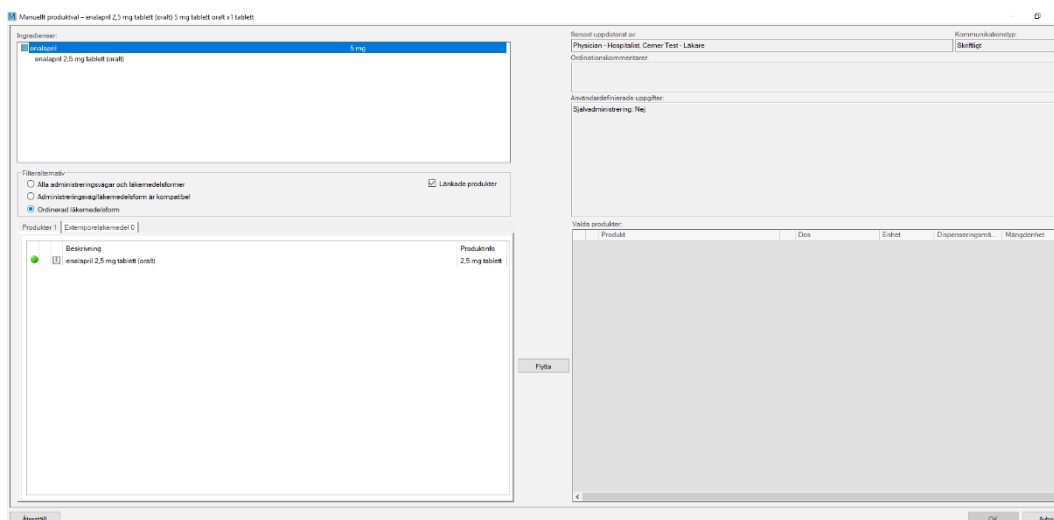 Manuellt produktval – enalapril 2,5 mg tablett (oralt) 5 mg tablett oralt x 1 tablett
Ingredienser:
enalapril 5 mg
enalapril 2,5 mg tablett (oralt)
Filteralternativ
Alla administreringsvägar och läkemedelsformer
Länkade produkter
Administreringsväg/läkemedelsform är kompatibel
Ordinerad läkemedelsform
Produkter 1 Extemporeläkemedel 0
Beskrivning Produktinfo
enalapril 2,5 mg tablett (oralt) 2,5 mg tablett
Flytta
Senast uppdaterat av: Kommunikationstyp:
Physician - Hospitalist, Cerner Test - Läkare Skriftligt
Ordinationskommentarer:
Användardefinierade uppgifter:
Självadministrering: Nej
Valda produkter:
Produkt Dos Enhet Dispenseringsmä... Mängdenhet
Återställ OK